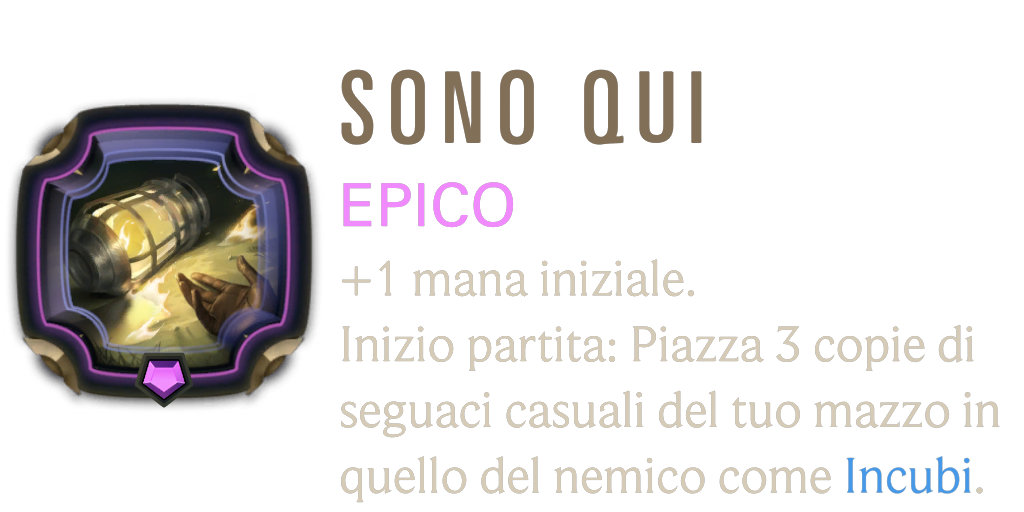 SONO QUI
EPICO
+1 mana iniziale.
Inizio partita: Piazza 3 copie di
seguaci casuali del tuo mazzo in
quello del nemico come Incubi.